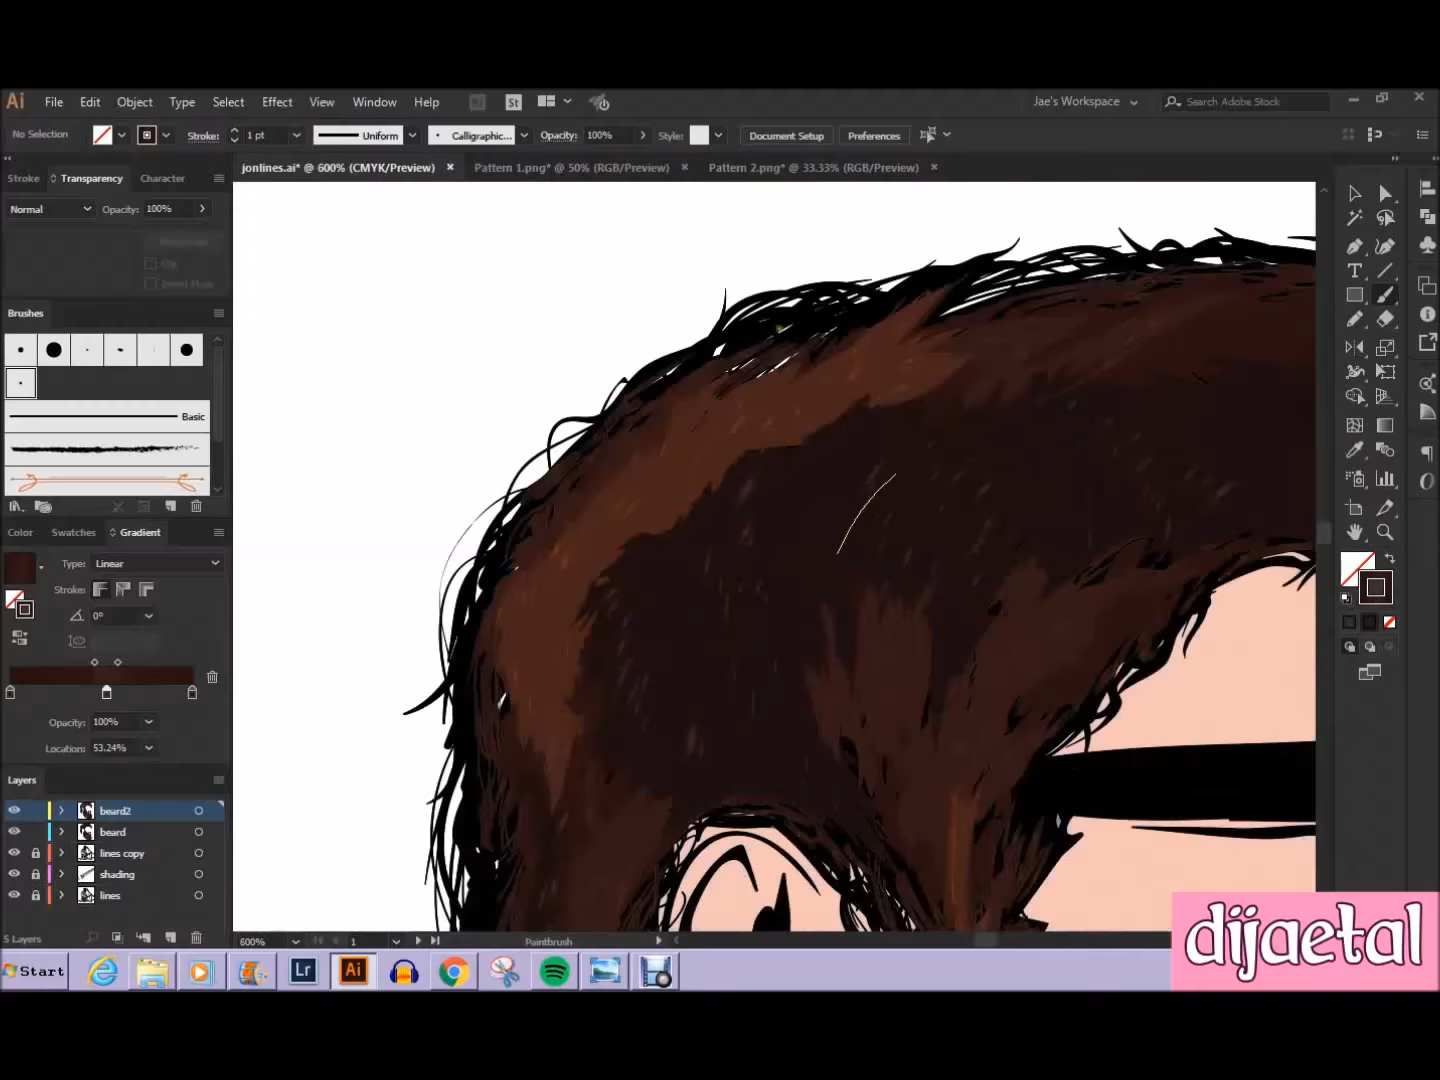 Ai File Edit Object Type Select Effect View Window Help St Jae's Workspace Search Adobe Stock
No Selection Stroke: 1 pt Uniform Calligraphic... Opacity: 100% Style: Document Setup Preferences
jonlines.ai* @ 600% (CMYK/Preview) Pattern 1.png* @ 50% (RGB/Preview) Pattern 2.png* @ 33.33% (RGB/Preview)
Stroke Transparency Character
Normal Opacity: 100%
Clip
Invert Mask
Brushes
Basic
Color Swatches Gradient
Type: Linear
Stroke:
0°
Opacity: 100%
Location: 53.24%
Layers
beard2
beard
lines copy
shading
lines
5 Layers
600% 1 Paintbrush
dijaetal
Start Lr Ai